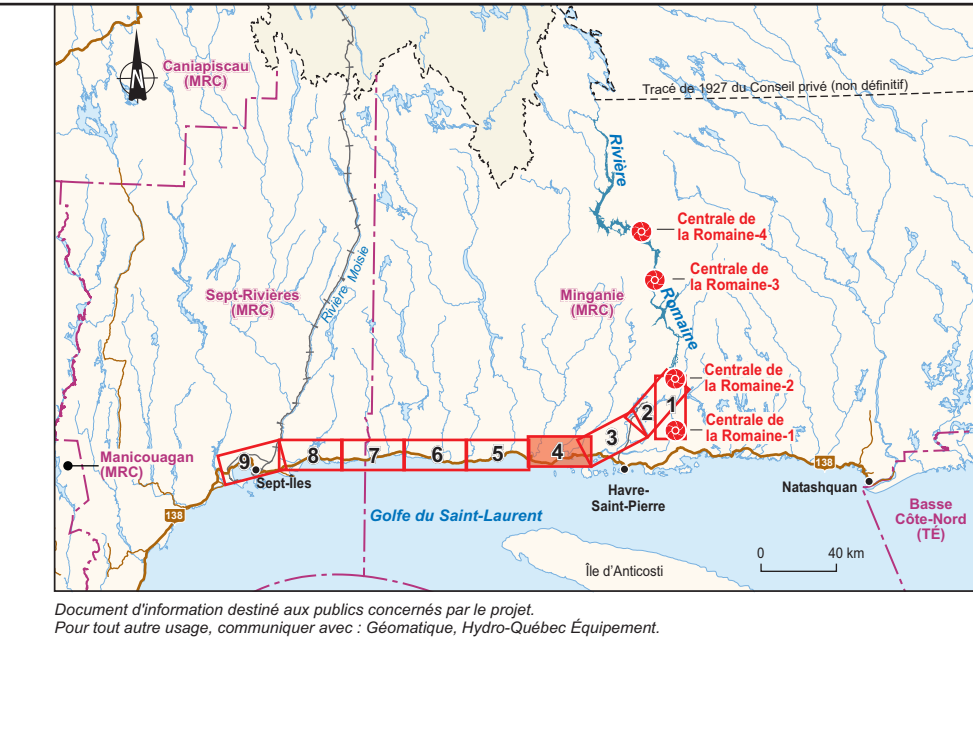 N
Caniapiscau
(MRC)
Tracé de 1927 du Conseil privé (non définitif)
Rivière
Centrale de
la Romaine-4
Centrale de
la Romaine-3
Sept-Rivières
(MRC)
Rivière Moisie
Minganie
(MRC)
Romaine
Centrale de
la Romaine-2
Centrale de
la Romaine-1
1
2
3
4
5
6
7
8
9
Manicouagan
(MRC)
Sept-Îles
138
138
Havre-
Saint-Pierre
Natashquan
Golfe du Saint-Laurent
Basse
Côte-Nord
(TÉ)
Île d'Anticosti
0 40 km
Document d'information destiné aux publics concernés par le projet.
Pour tout autre usage, communiquer avec : Géomatique, Hydro-Québec Équipement.